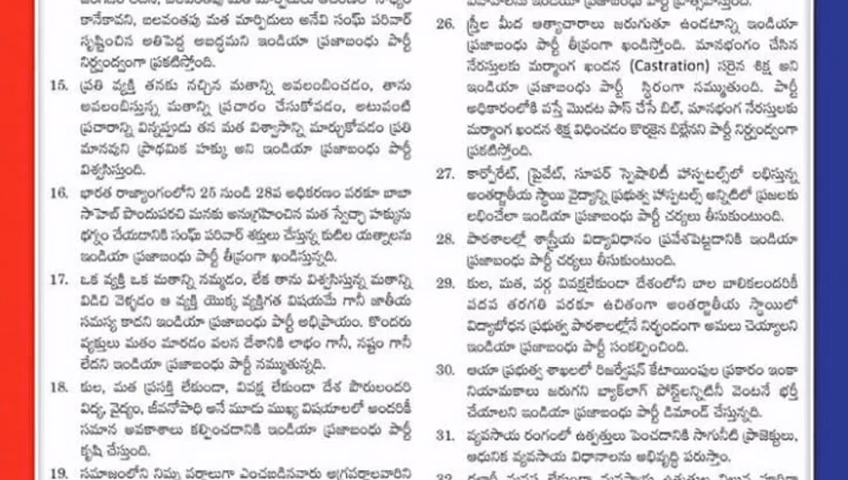 కానేకావని, బలవంతపు మత మార్పిదులు అనేవి సంఘ్ పరివార్
సృష్టించిన అతిపెద్ద అబద్ధమని ఇండియా ప్రజాబంధు పార్టీ
నిర్ద్వంద్వంగా ప్రకటిస్తోంది.
15. ప్రతి వ్యక్తి తనకు నచ్చిన మతాన్ని అవలంబించడం, తాను
అవలంబిస్తున్న మతాన్ని ప్రచారం చేసుకోవడం, అటువంటి
ప్రచారాన్ని విన్నప్పుడు తన మత విశ్వాసాన్ని మార్చుకోవడం ప్రతి
మానవుని ప్రాథమిక హక్కు అని ఇండియా ప్రజాబంధు పార్టీ
విశ్వసిస్తుంది.
16. భారత రాజ్యాంగంలోని 25 నుండి 28వ అధికరణం వరకూ బాబా
సాహెబ్ పొందుపరచి మనకు అనుగ్రహించిన మత స్వేచ్ఛా హక్కును
భగ్నం చేయడానికి సంఘ్ పరివార్ శక్తులు చేస్తున్న కుటిల యత్నాలను
ఇండియా ప్రజాబంధు పార్టీ తీవ్రంగా ఖండిస్తున్నది.
17. ఒక వ్యక్తి ఒక మతాన్ని నమ్మడం, లేక తాను విశ్వసిస్తున్న మతాన్ని
విడిచి వెళ్ళడం ఆ వ్యక్తి యొక్క వ్యక్తిగత విషయమే గానీ జాతీయ
సమస్య కాదని ఇండియా ప్రజాబంధు పార్టీ అభిప్రాయం. కొందరు
వ్యక్తులు మతం మారడం వలన దేశానికి లాభం గానీ, నష్టం గానీ
లేదని ఇండియా ప్రజాబంధు పార్టీ నమ్ముతున్నది.
18. కుల, మత ప్రసక్తి లేకుండా, వివక్ష లేకుండా దేశ పౌరులందరి
విద్య, వైద్యం, జీవనోపాధి అనే మూడు ముఖ్య విషయాలలో అందరికీ
సమాన అవకాశాలు కల్పించడానికి ఇండియా ప్రజాబంధు పార్టీ
కృషి చేస్తుంది.
19. సమాజంలోని నిమ్న వర్గాలుగా ఎంచబడినవారు అగ్రవర్గాలవారిని
26. స్త్రీల మీద అత్యాచారాలు జరుగుతూ ఉండటాన్ని ఇండియా
ప్రజాబంధు పార్టీ తీవ్రంగా ఖండిస్తోంది. మానభంగం చేసిన
నేరస్తులకు మర్మాంగ ఖండన (Castration) సరైన శిక్ష అని
ఇండియా ప్రజాబంధు పార్టీ స్థిరంగా నమ్ముతుంది. పార్టీ
అధికారంలోకి వస్తే మొదట పాస్ చేసే బిల్, మానభంగ నేరస్తులకు
మర్మాంగ ఖండన శిక్ష విధించడం కొరకైన బిల్లేనని పార్టీ నిర్ద్వంద్వంగా
ప్రకటిస్తోంది.
27. కార్పోరేట్, ప్రైవేట్, సూపర్ స్పెషాలిటీ హాస్పటల్స్‌లో లభిస్తున్న
అంతర్జాతీయ స్థాయి వైద్యాన్ని ప్రభుత్వ హాస్పటల్స్ అన్నిటిలో ప్రజలకు
లభించేలా ఇండియా ప్రజాబంధు పార్టీ చర్యలు తీసుకుంటుంది.
28. పాఠశాలల్లో శాస్త్రీయ విద్యావిధానం ప్రవేశపెట్టడానికి ఇండియా
ప్రజాబంధు పార్టీ చర్యలు తీసుకుంటుంది.
29. కుల, మత, వర్గ వివక్షలేకుండా దేశంలోని బాల బాలికలందరికీ
పదవ తరగతి వరకూ ఉచితంగా అంతర్జాతీయ స్థాయిలో
విద్యాబోధన ప్రభుత్వ పాఠశాలల్లోనే నిర్బంధంగా అమలు చెయ్యాలని
ఇండియా ప్రజాబంధు పార్టీ సంకల్పించింది.
30. ఆయా ప్రభుత్వ శాఖలలో రిజర్వేషన్ కేటాయింపుల ప్రకారం ఇంకా
నియామకాలు జరుగని బ్యాక్‌లాగ్ పోస్ట్‌లన్నిటినీ వెంటనే భర్తీ
చేయాలని ఇండియా ప్రజాబంధు పార్టీ డిమాండ్ చేస్తున్నది.
31. వ్యవసాయ రంగంలో ఉత్పత్తులు పెంచడానికి సాగునీటి ప్రాజెక్టులు,
ఆధునిక వ్యవసాయ విధానాలను అభివృద్ధి పరుస్తాం.